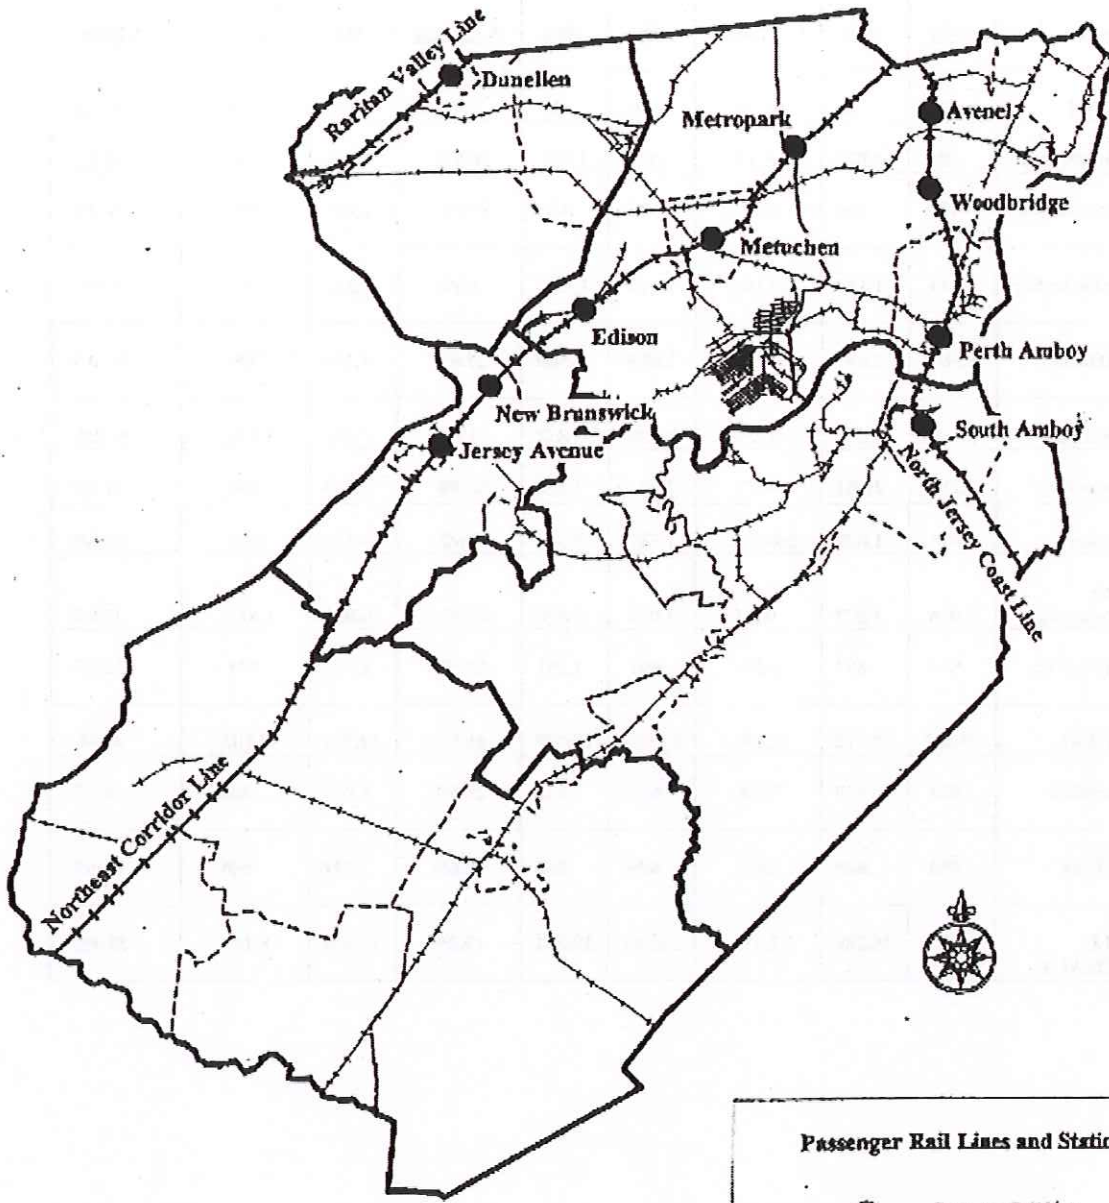 Raritan Valley Line
Dunellen
Metropark
Avenel
Woodbridge
Metuchen
Edison
Perth Amboy
New Brunswick
South Amboy
Jersey Avenue
North Jersey Coast Line
Northeast Corridor Line
Passenger Rail Lines and Static